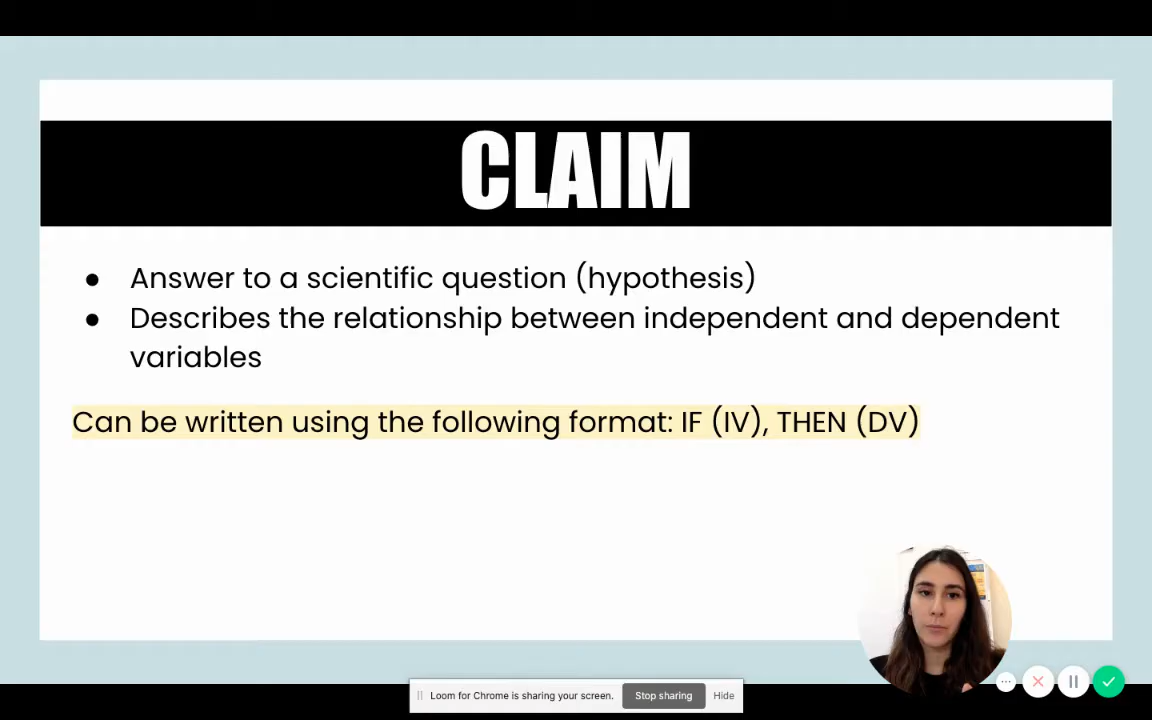 CLAIM
● Answer to a scientific question (hypothesis)
● Describes the relationship between independent and dependent
variables
Can be written using the following format: IF (IV), THEN (DV)
Loom for Chrome is sharing your screen. Stop sharing Hide